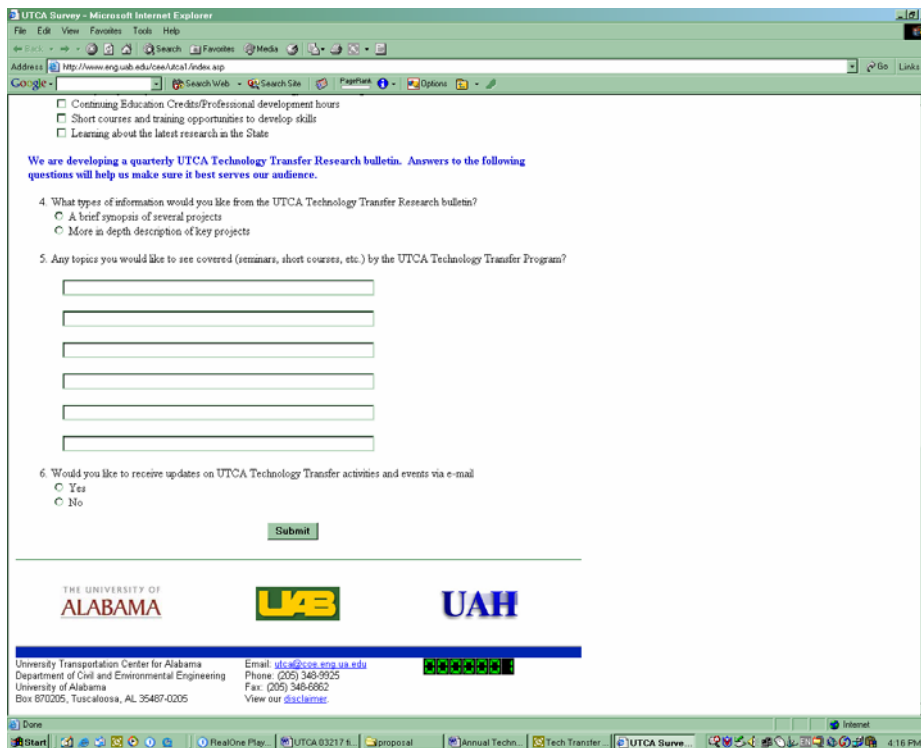 UTCA Survey - Microsoft Internet Explorer
File Edit View Favorites Tools Help
Back Search Favorites Media
Address http://www.eng.uab.edu/cee/utca1/index.asp Go Links
Google Search Web Search Site PageRank Options
Continuing Education Credits/Professional development hours
Short courses and training opportunities to develop skills
Learning about the latest research in the State
We are developing a quarterly UTCA Technology Transfer Research bulletin. Answers to the following
questions will help us make sure it best serves our audience.
4. What types of information would you like from the UTCA Technology Transfer Research bulletin?
A brief synopsis of several projects
More in depth description of key projects
5. Any topics you would like to see covered (seminars, short courses, etc.) by the UTCA Technology Transfer Program?
6. Would you like to receive updates on UTCA Technology Transfer activities and events via e-mail
Yes
No
Submit
THE UNIVERSITY OF
ALABAMA
UAB
UAH
University Transportation Center for Alabama
Department of Civil and Environmental Engineering
University of Alabama
Box 870205, Tuscaloosa, AL 35487-0205
Email: utca@coe.eng.ua.edu
Phone: (205) 348-9925
Fax: (205) 348-6862
View our disclaimer.
Done Internet
Start RealOne Play... UTCA 03217 fi... proposal Annual Techn... Tech Transfer... UTCA Surve... 4:16 P